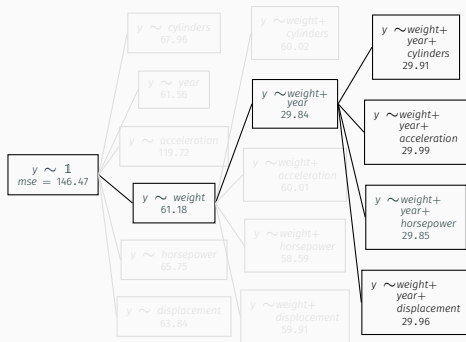 y ~ 𝟙
mse = 146.47
y ~ cylinders
67.96
y ~ year
61.56
y ~ acceleration
119.72
y ~ weight
61.18
y ~ horsepower
65.75
y ~ displacement
63.84
y ~weight+
cylinders
60.02
y ~weight+
year
29.84
y ~weight+
acceleration
60.01
y ~weight+
horsepower
58.59
y ~weight+
displacement
59.91
y ~weight+
year+
cylinders
29.91
y ~weight+
year+
acceleration
29.99
y ~weight+
year+
horsepower
29.85
y ~weight+
year+
displacement
29.96